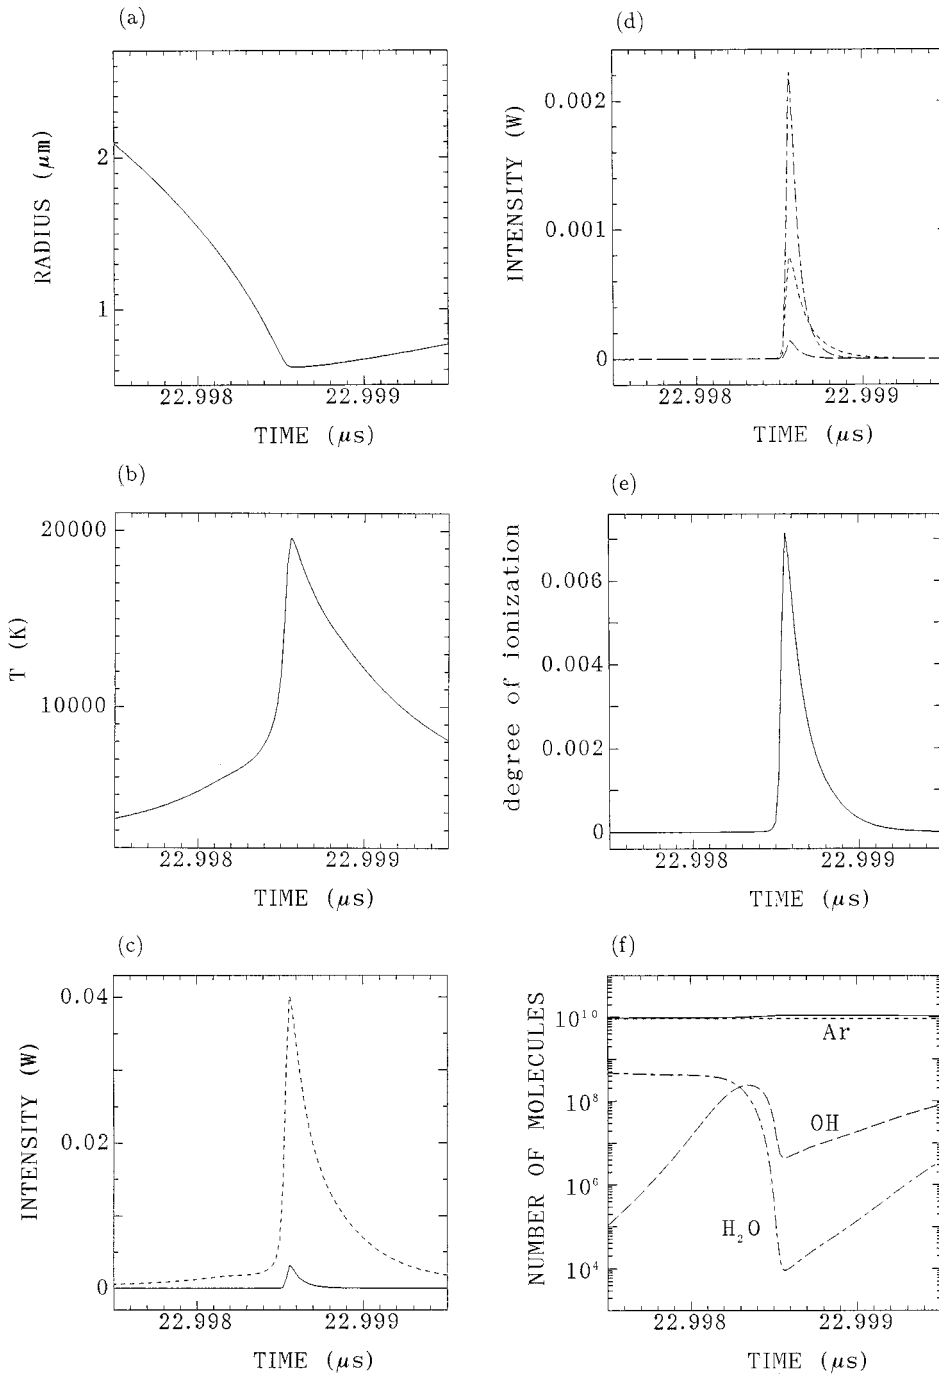 (a)
RADIUS (μm)
2
1
22.998 22.999
TIME (μs)
(b)
T (K)
20000
10000
22.998 22.999
TIME (μs)
(c)
INTENSITY (W)
0.04
0.02
0
22.998 22.999
TIME (μs)
(d)
INTENSITY (W)
0.002
0.001
0
22.998 22.999
TIME (μs)
(e)
degree of ionization
0.006
0.004
0.002
0
22.998 22.999
TIME (μs)
(f)
NUMBER OF MOLECULES
10¹⁰
10⁸
10⁶
10⁴
Ar
OH
H₂O
22.998 22.999
TIME (μs)